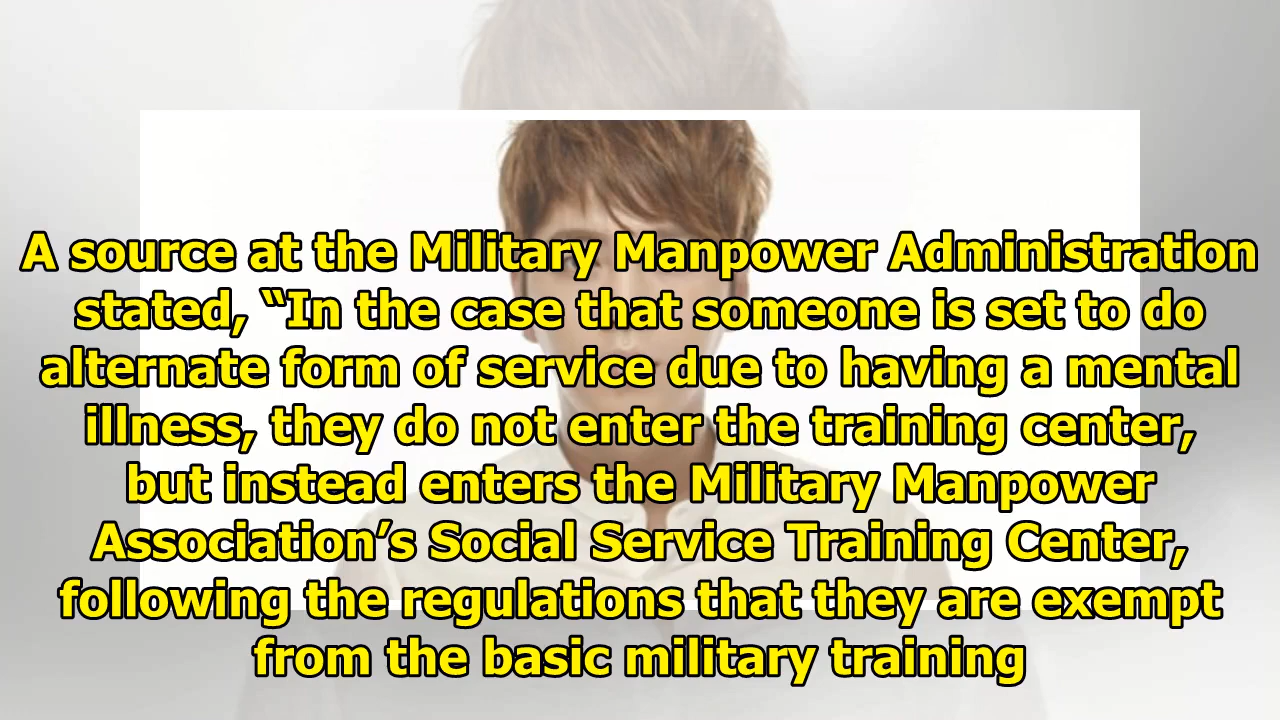 A source at the Military Manpower Administration
stated, “In the case that someone is set to do
alternate form of service due to having a mental
illness, they do not enter the training center,
but instead enters the Military Manpower
Association’s Social Service Training Center,
following the regulations that they are exempt
from the basic military training